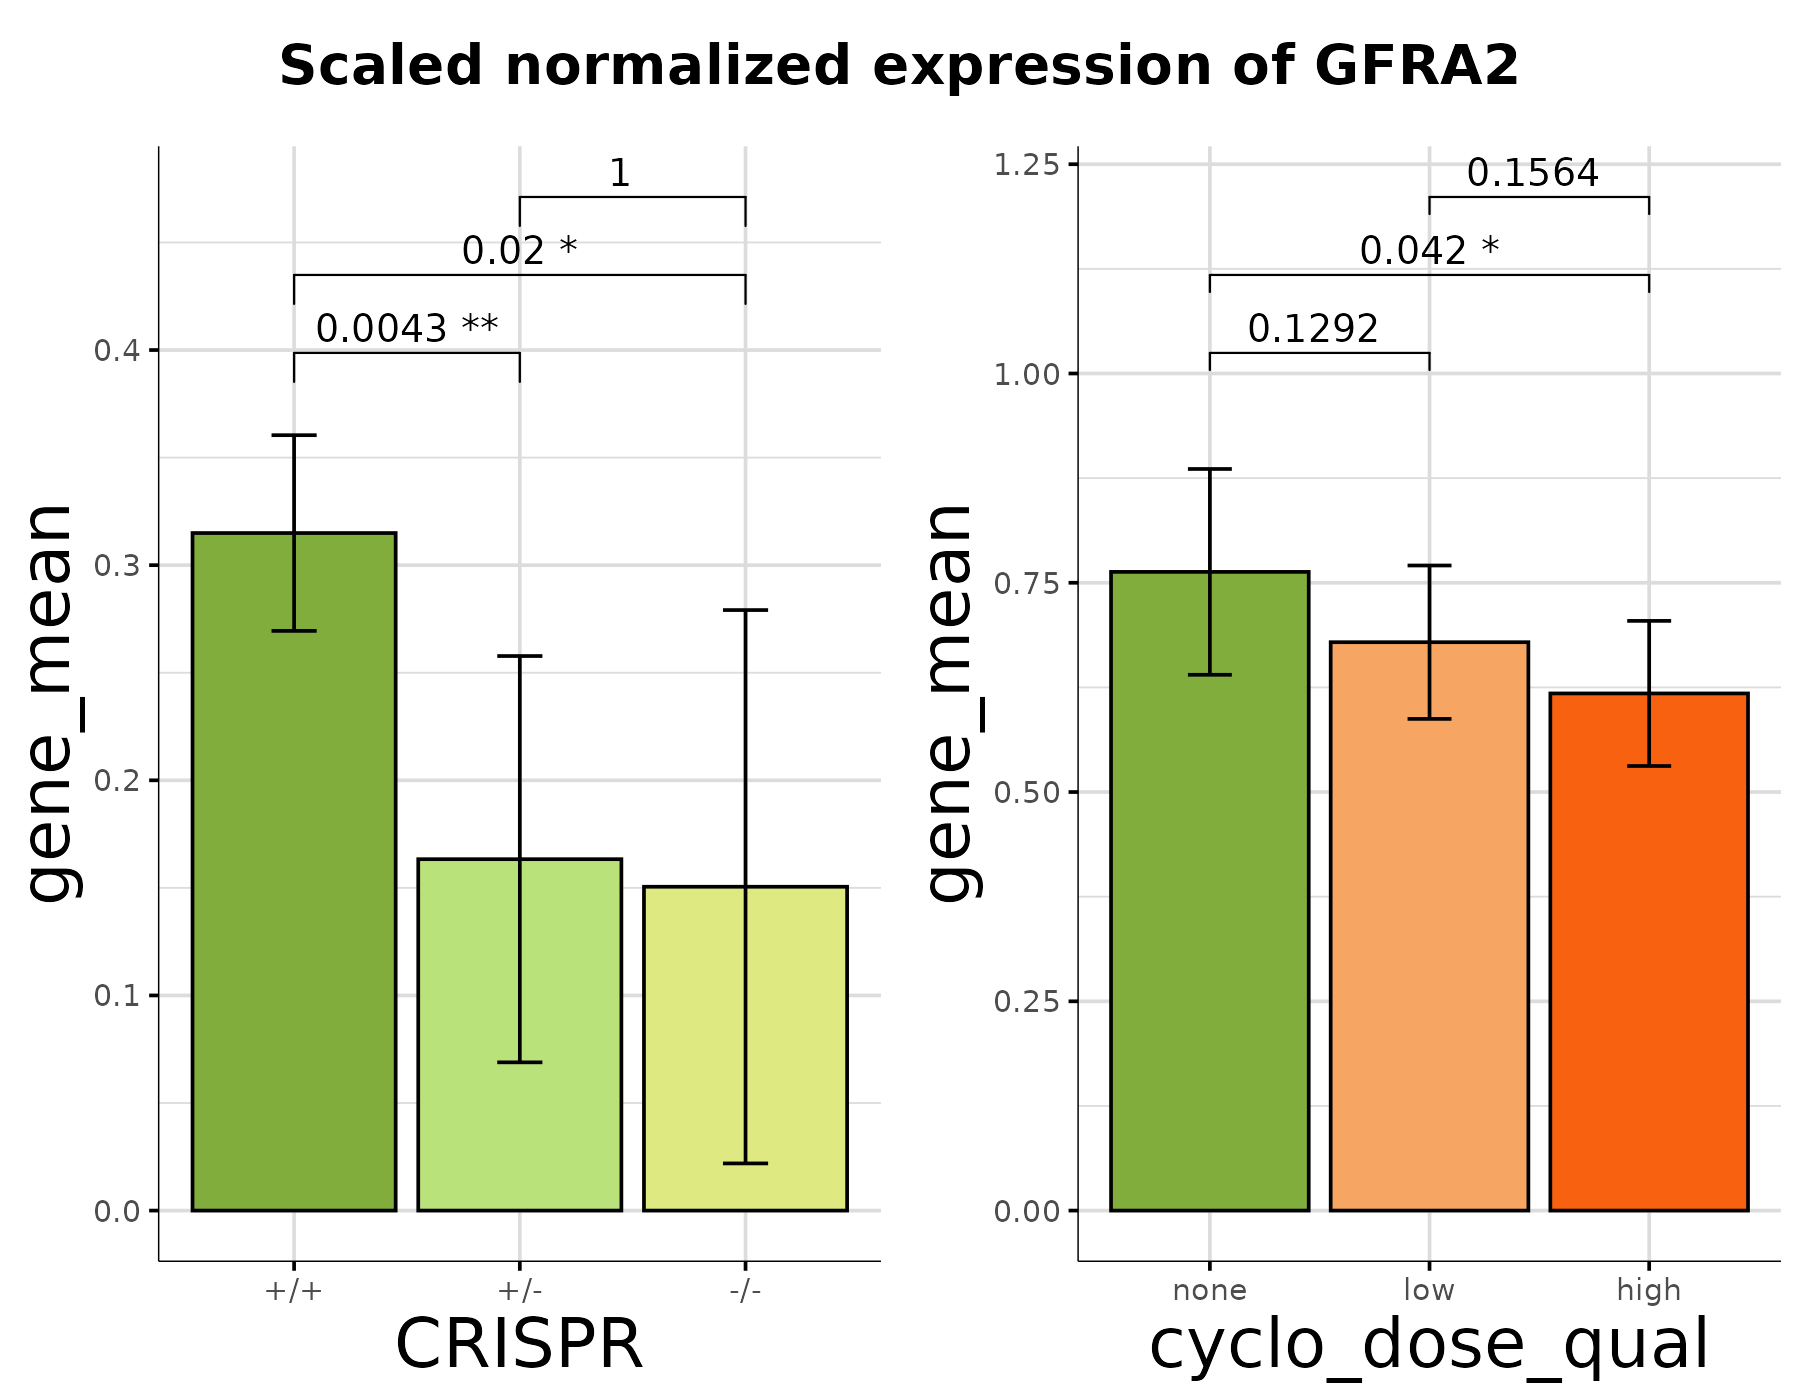 Scaled normalized expression of GFRA2
gene_mean
0.4
0.3
0.2
0.1
0.0
1
0.02 *
0.0043 **
+/+
+/-
-/-
CRISPR
gene_mean
1.25
1.00
0.75
0.50
0.25
0.00
0.1564
0.042 *
0.1292
none
low
high
cyclo_dose_qual